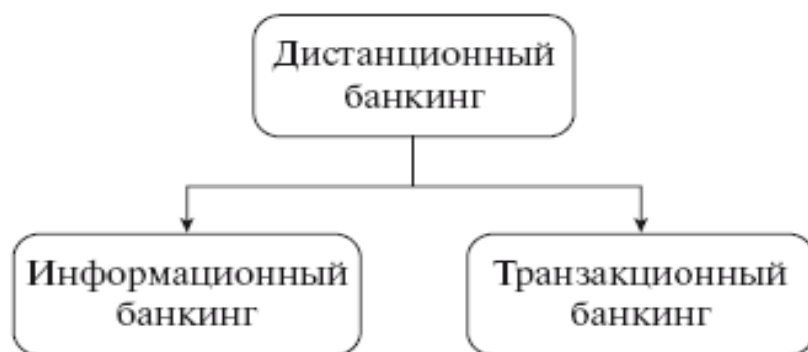 Дистанционный
банкинг
Информационный
банкинг
Транзакционный
банкинг